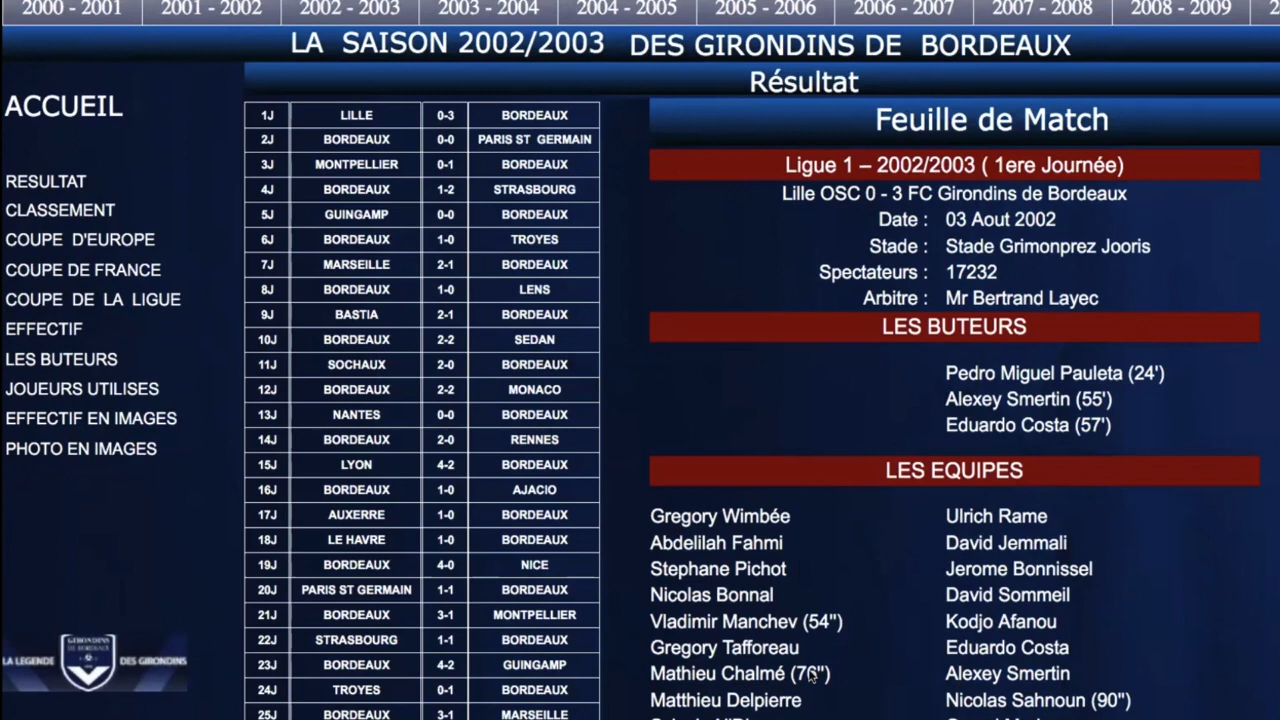 2000 - 2001 2001 - 2002 2002 - 2003 2003 - 2004 2004 - 2005 2005 - 2006 2006 - 2007 2007 - 2008 2008 - 2009
LA SAISON 2002/2003 DES GIRONDINS DE BORDEAUX
Résultat
ACCUEIL
RESULTAT
CLASSEMENT
COUPE D'EUROPE
COUPE DE FRANCE
COUPE DE LA LIGUE
EFFECTIF
LES BUTEURS
JOUEURS UTILISES
EFFECTIF EN IMAGES
PHOTO EN IMAGES
LA LEGENDE GIRONDINS DE BORDEAUX DES GIRONDINS
1J LILLE 0-3 BORDEAUX
2J BORDEAUX 0-0 PARIS ST GERMAIN
3J MONTPELLIER 0-1 BORDEAUX
4J BORDEAUX 1-2 STRASBOURG
5J GUINGAMP 0-0 BORDEAUX
6J BORDEAUX 1-0 TROYES
7J MARSEILLE 2-1 BORDEAUX
8J BORDEAUX 1-0 LENS
9J BASTIA 2-1 BORDEAUX
10J BORDEAUX 2-2 SEDAN
11J SOCHAUX 2-0 BORDEAUX
12J BORDEAUX 2-2 MONACO
13J NANTES 0-0 BORDEAUX
14J BORDEAUX 2-0 RENNES
15J LYON 4-2 BORDEAUX
16J BORDEAUX 1-0 AJACIO
17J AUXERRE 1-0 BORDEAUX
18J LE HAVRE 1-0 BORDEAUX
19J BORDEAUX 4-0 NICE
20J PARIS ST GERMAIN 1-1 BORDEAUX
21J BORDEAUX 3-1 MONTPELLIER
22J STRASBOURG 1-1 BORDEAUX
23J BORDEAUX 4-2 GUINGAMP
24J TROYES 0-1 BORDEAUX
25J BORDEAUX 3-1 MARSEILLE
Feuille de Match
Ligue 1 – 2002/2003 ( 1ere Journée)
Lille OSC 0 - 3 FC Girondins de Bordeaux
Date : 03 Aout 2002
Stade : Stade Grimonprez Jooris
Spectateurs : 17232
Arbitre : Mr Bertrand Layec
LES BUTEURS
Pedro Miguel Pauleta (24')
Alexey Smertin (55')
Eduardo Costa (57')
LES EQUIPES
Gregory Wimbée Ulrich Rame
Abdelilah Fahmi David Jemmali
Stephane Pichot Jerome Bonnissel
Nicolas Bonnal David Sommeil
Vladimir Manchev (54'') Kodjo Afanou
Gregory Tafforeau Eduardo Costa
Mathieu Chalmé (76'') Alexey Smertin
Matthieu Delpierre Nicolas Sahnoun (90'')